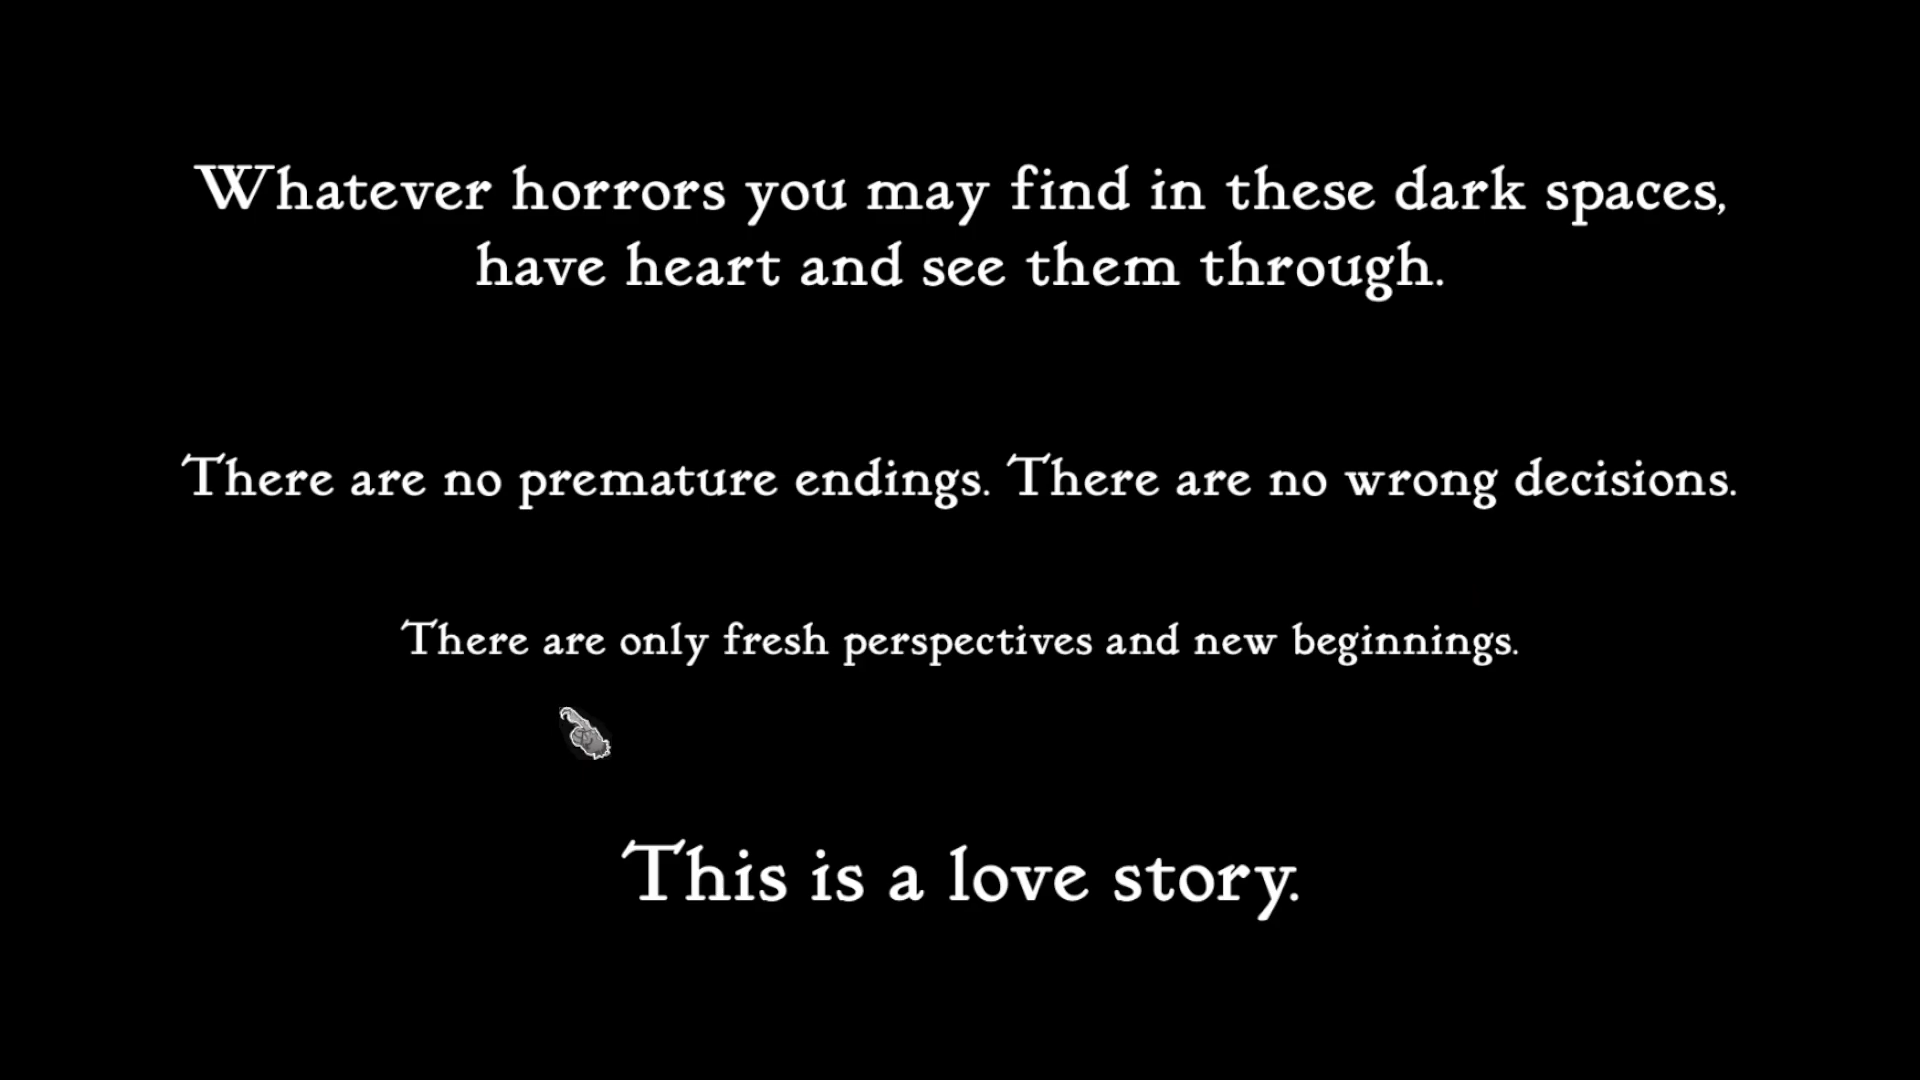 Whatever horrors you may find in these dark spaces,
have heart and see them through.
There are no premature endings. There are no wrong decisions.
There are only fresh perspectives and new beginnings.
This is a love story.